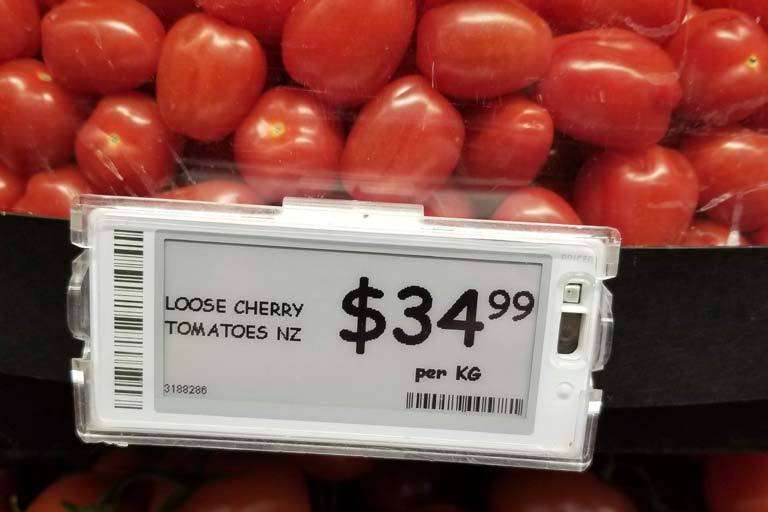 LOOSE CHERRY
TOMATOES NZ
$34.99
per KG
3188286